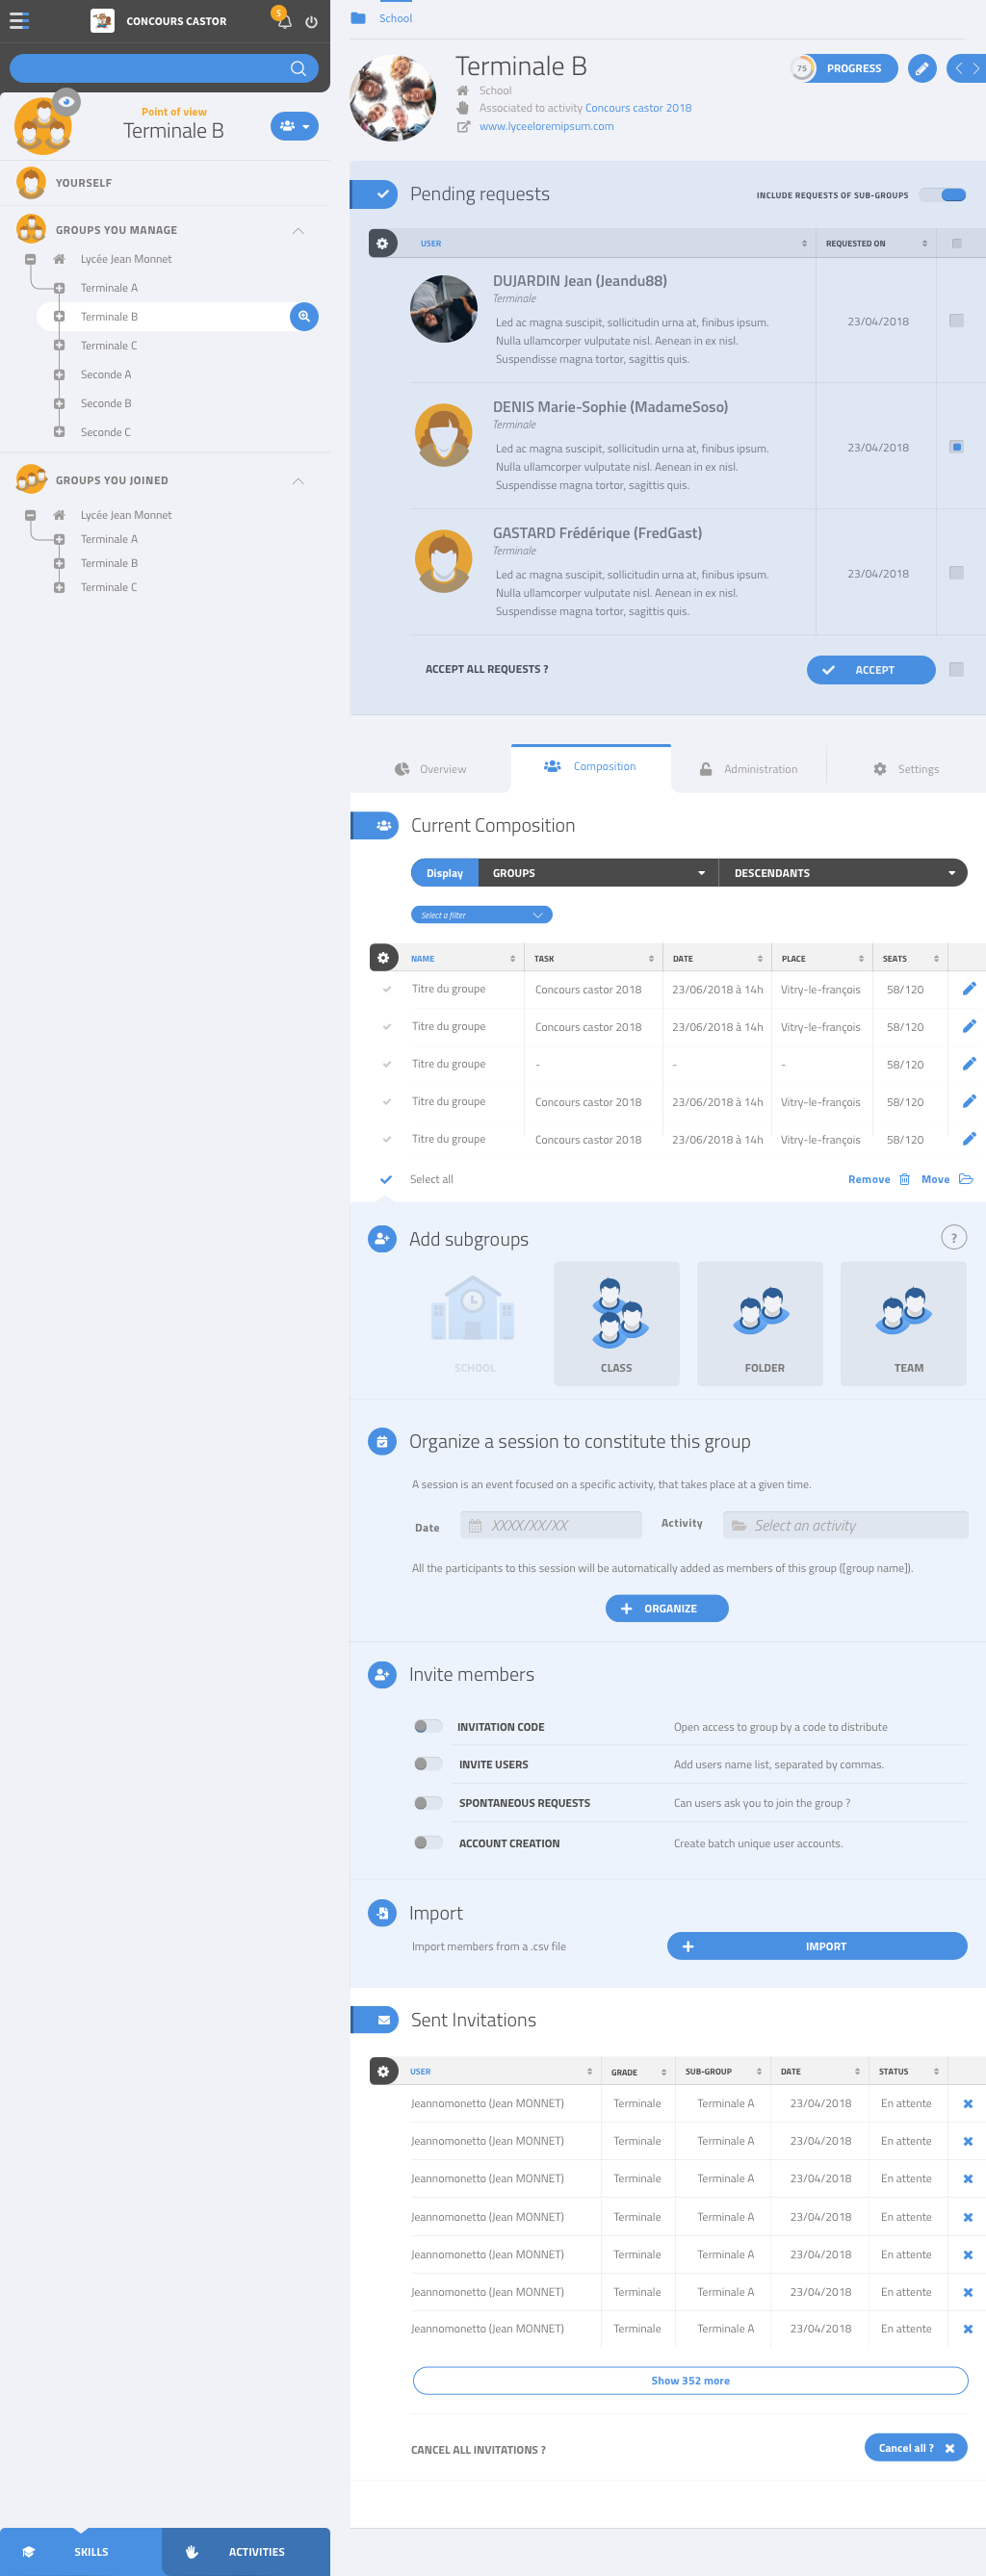 CONCOURS CASTOR
5
Point of view
Terminale B
YOURSELF
GROUPS YOU MANAGE
Lycée Jean Monnet
Terminale A
Terminale B
Terminale C
Seconde A
Seconde B
Seconde C
GROUPS YOU JOINED
Lycée Jean Monnet
Terminale A
Terminale B
Terminale C
SKILLS
ACTIVITIES
School
Terminale B
75 PROGRESS
School
Associated to activity Concours castor 2018
www.lyceeloremipsum.com
Pending requests
INCLUDE REQUESTS OF SUB-GROUPS
USER REQUESTED ON
DUJARDIN Jean (Jeandu88)
Terminale
Led ac magna suscipit, sollicitudin urna at, finibus ipsum.
Nulla ullamcorper vulputate nisl. Aenean in ex nisl.
Suspendisse magna tortor, sagittis quis.
23/04/2018
DENIS Marie-Sophie (MadameSoso)
Terminale
Led ac magna suscipit, sollicitudin urna at, finibus ipsum.
Nulla ullamcorper vulputate nisl. Aenean in ex nisl.
Suspendisse magna tortor, sagittis quis.
23/04/2018
GASTARD Frédérique (FredGast)
Terminale
Led ac magna suscipit, sollicitudin urna at, finibus ipsum.
Nulla ullamcorper vulputate nisl. Aenean in ex nisl.
Suspendisse magna tortor, sagittis quis.
23/04/2018
ACCEPT ALL REQUESTS ? ACCEPT
Overview Composition Administration Settings
Current Composition
Display GROUPS DESCENDANTS
Select a filter
NAME TASK DATE PLACE SEATS
Titre du groupe Concours castor 2018 23/06/2018 à 14h Vitry-le-françois 58/120
Titre du groupe Concours castor 2018 23/06/2018 à 14h Vitry-le-françois 58/120
Titre du groupe - - - 58/120
Titre du groupe Concours castor 2018 23/06/2018 à 14h Vitry-le-françois 58/120
Titre du groupe Concours castor 2018 23/06/2018 à 14h Vitry-le-françois 58/120
Select all Remove Move
Add subgroups ?
SCHOOL CLASS FOLDER TEAM
Organize a session to constitute this group
A session is an event focused on a specific activity, that takes place at a given time.
Date XXXX/XX/XX Activity Select an activity
All the participants to this session will be automatically added as members of this group ([group name]).
ORGANIZE
Invite members
INVITATION CODE Open access to group by a code to distribute
INVITE USERS Add users name list, separated by commas.
SPONTANEOUS REQUESTS Can users ask you to join the group ?
ACCOUNT CREATION Create batch unique user accounts.
Import
Import members from a .csv file IMPORT
Sent Invitations
USER GRADE SUB-GROUP DATE STATUS
Jeannomonetto (Jean MONNET) Terminale Terminale A 23/04/2018 En attente
Jeannomonetto (Jean MONNET) Terminale Terminale A 23/04/2018 En attente
Jeannomonetto (Jean MONNET) Terminale Terminale A 23/04/2018 En attente
Jeannomonetto (Jean MONNET) Terminale Terminale A 23/04/2018 En attente
Jeannomonetto (Jean MONNET) Terminale Terminale A 23/04/2018 En attente
Jeannomonetto (Jean MONNET) Terminale Terminale A 23/04/2018 En attente
Jeannomonetto (Jean MONNET) Terminale Terminale A 23/04/2018 En attente
Show 352 more
CANCEL ALL INVITATIONS ? Cancel all ?